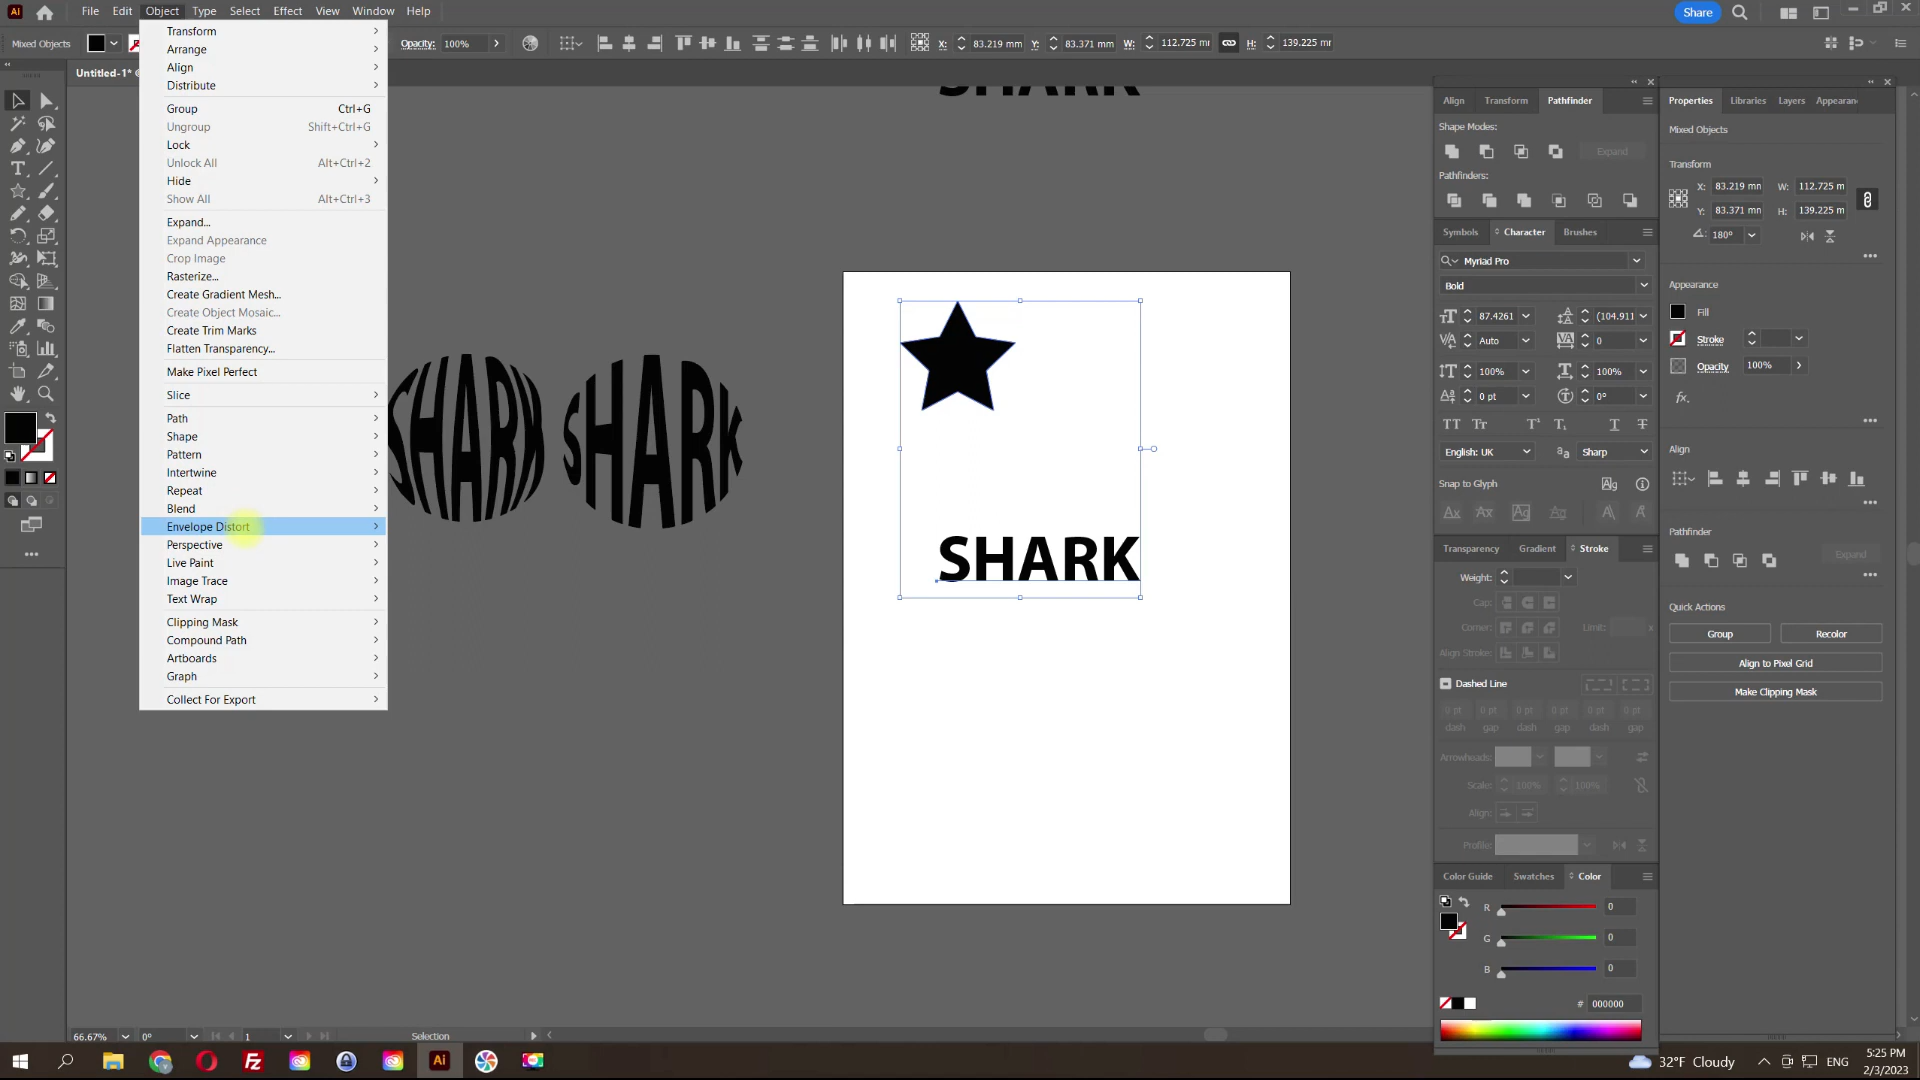 Ai File Edit Object Type Select Effect View Window Help Share
Mixed Objects Opacity: 100% X: 83.219 mm Y: 83.371 mm W: 112.725 mm H: 139.225 mm
Untitled-1*
Transform
Arrange
Align
Distribute
Group Ctrl+G
Ungroup Shift+Ctrl+G
Lock
Unlock All Alt+Ctrl+2
Hide
Show All Alt+Ctrl+3
Expand...
Expand Appearance
Crop Image
Rasterize...
Create Gradient Mesh...
Create Object Mosaic...
Create Trim Marks
Flatten Transparency...
Make Pixel Perfect
Slice
Path
Shape
Pattern
Intertwine
Repeat
Blend
Envelope Distort
Perspective
Live Paint
Image Trace
Text Wrap
Clipping Mask
Compound Path
Artboards
Graph
Collect For Export
SHARK
SHARK SHARK
SHARK
Align Transform Pathfinder
Shape Modes:
Expand
Pathfinders:
Symbols Character Brushes
Myriad Pro
Bold
87.4261 (104.911
Auto 0
100% 100%
0 pt 0°
English: UK Sharp
Snap to Glyph
Transparency Gradient Stroke
Weight:
Cap:
Corner: Limit: x
Align Stroke:
Dashed Line
0 pt 0 pt 0 pt 0 pt 0 pt 0 pt
dash gap dash gap dash gap
Arrowheads:
Scale: 100% 100%
Align:
Profile:
Color Guide Swatches Color
R 0
G 0
B 0
# 000000
Properties Libraries Layers Appearan
Mixed Objects
Transform
X: 83.219 mn W: 112.725 m
Y: 83.371 mn H: 139.225 m
180°
Appearance
Fill
Stroke
Opacity 100%
fx.
Align
Pathfinder
Expand
Quick Actions
Group Recolor
Align to Pixel Grid
Make Clipping Mask
66.67% 0° 1 Selection
32°F Cloudy ENG 5:25 PM
2/3/2023